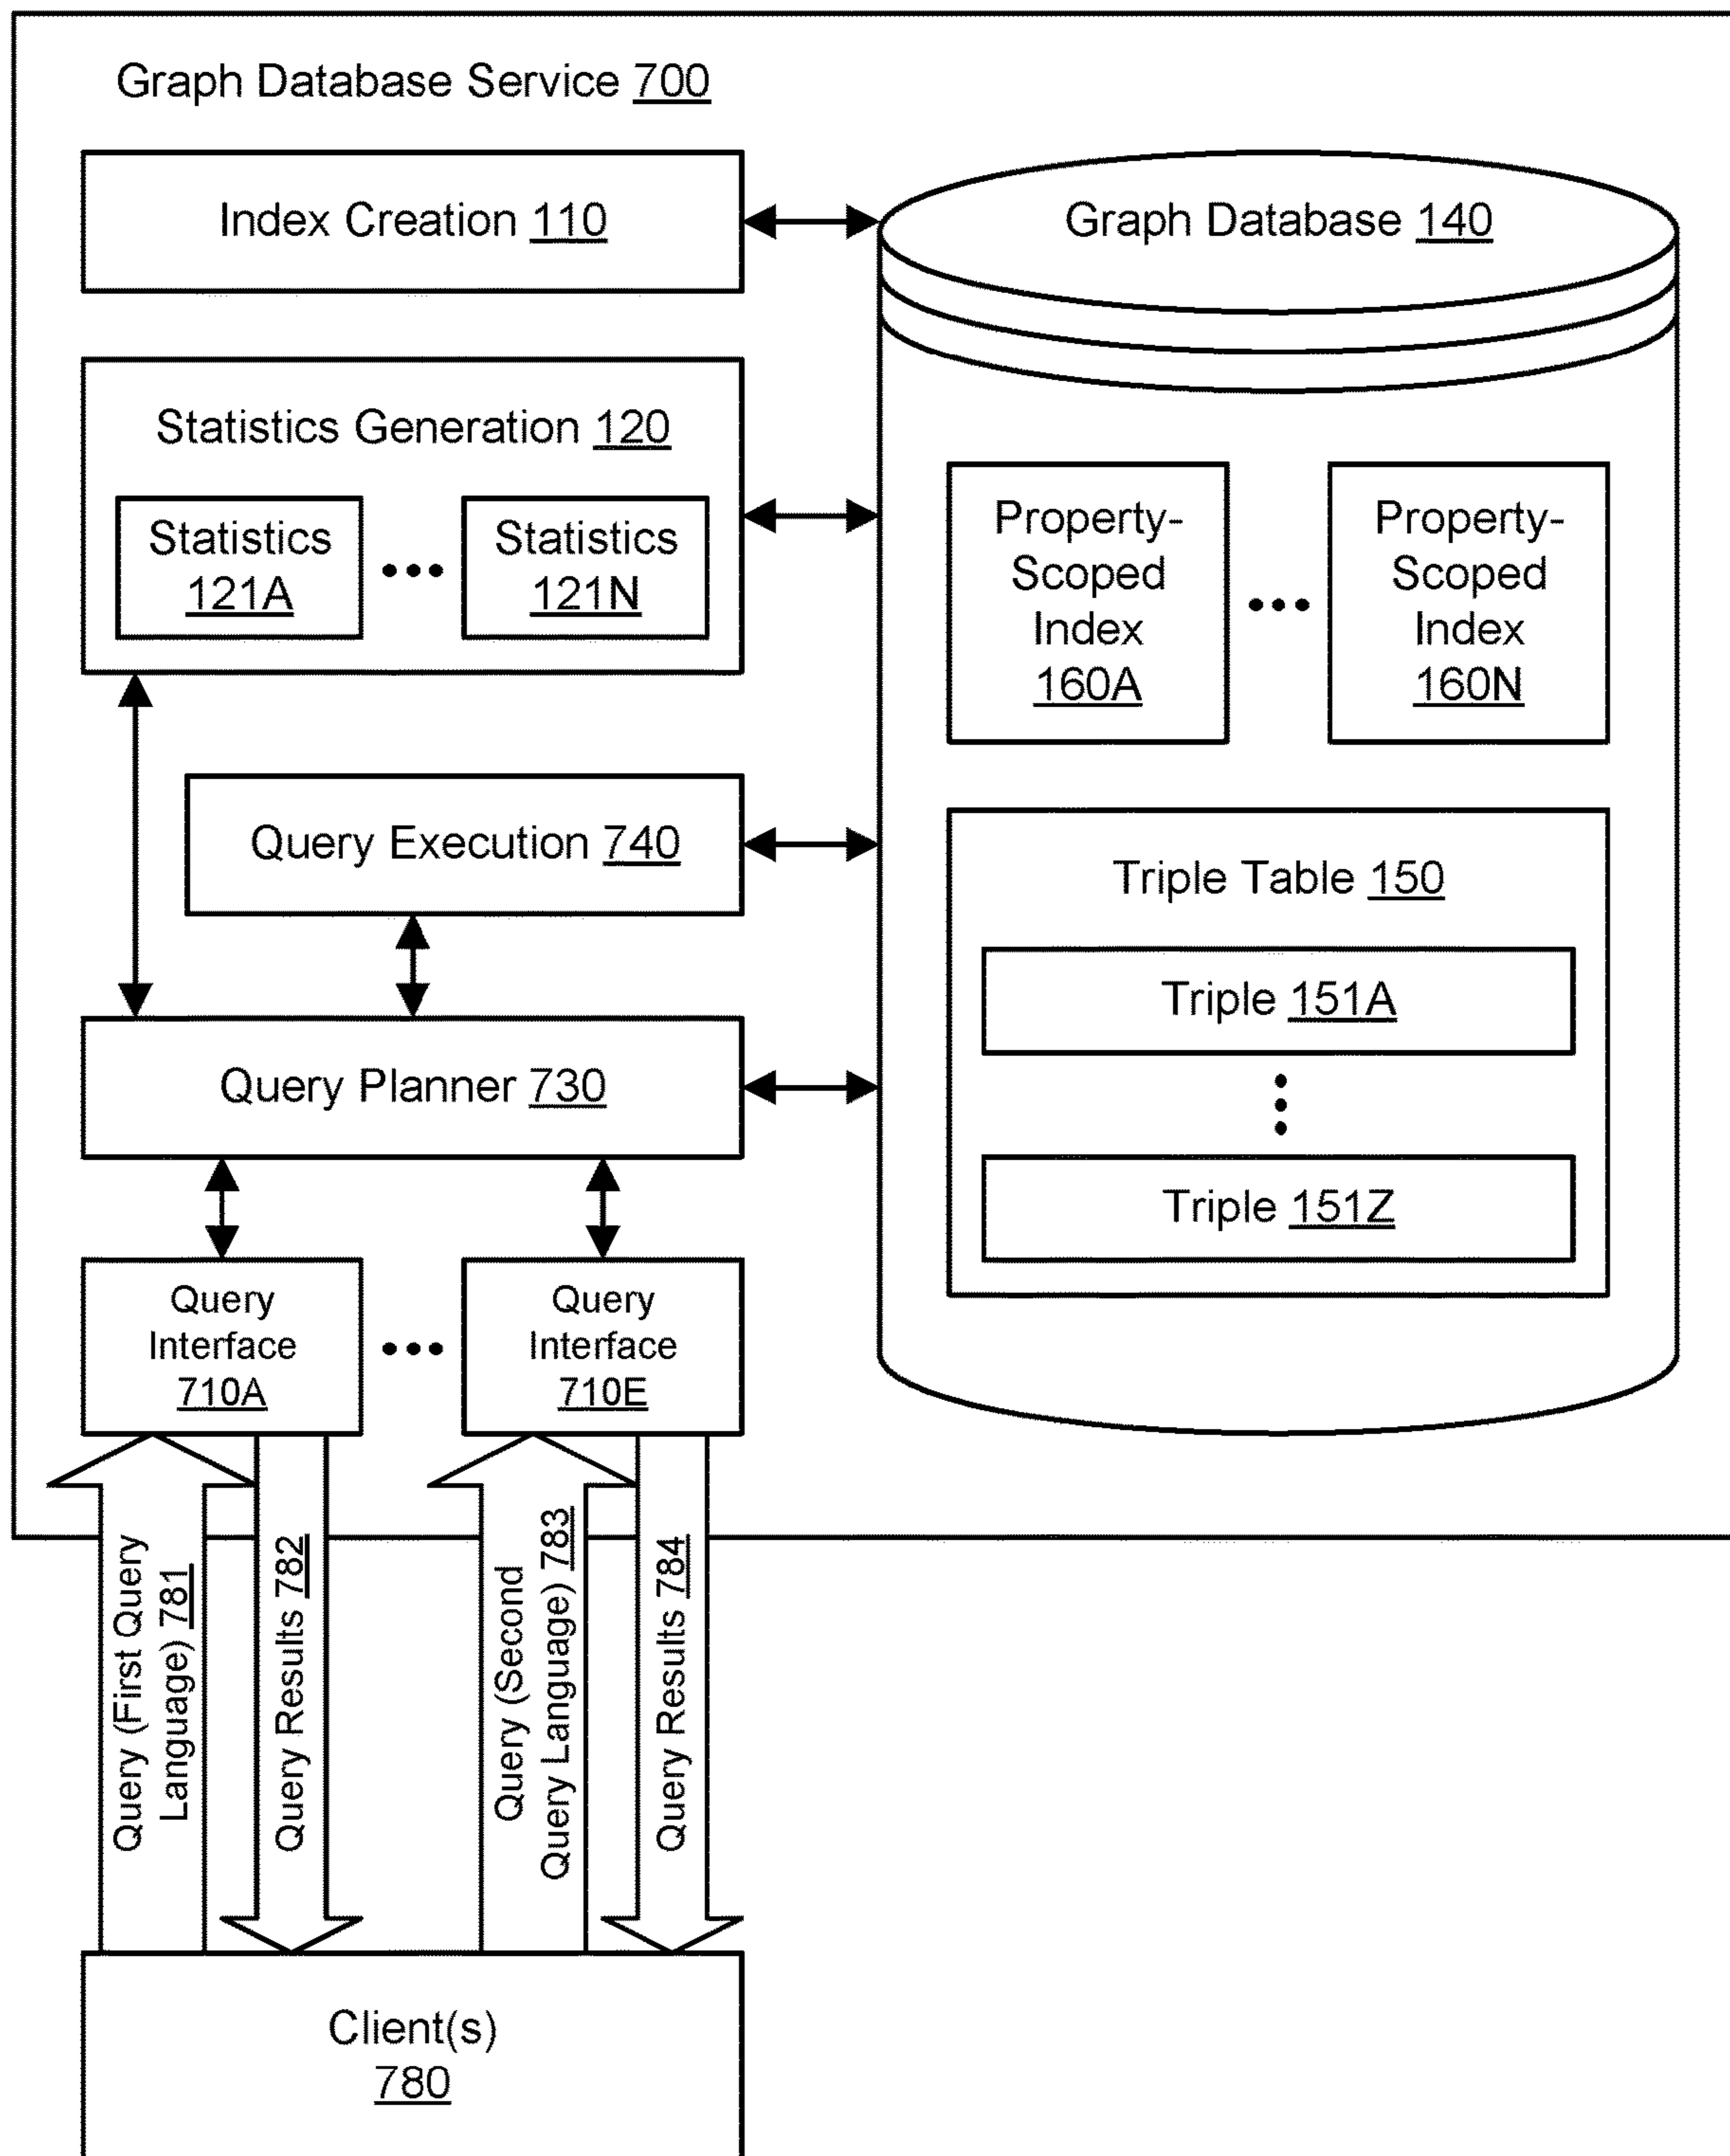 Graph Database Service 700
Index Creation 110
Graph Database 140
Statistics Generation 120
Statistics
121A
Statistics
121N
Property-
Scoped
Index
160A
Property-
Scoped
Index
160N
Query Execution 740
Triple Table 150
Triple 151A
Triple 151Z
Query Planner 730
Query
Interface
710A
Query
Interface
710E
Query (First Query
Language) 781
Query Results 782
Query (Second
Query Language) 783
Query Results 784
Client(s)
780